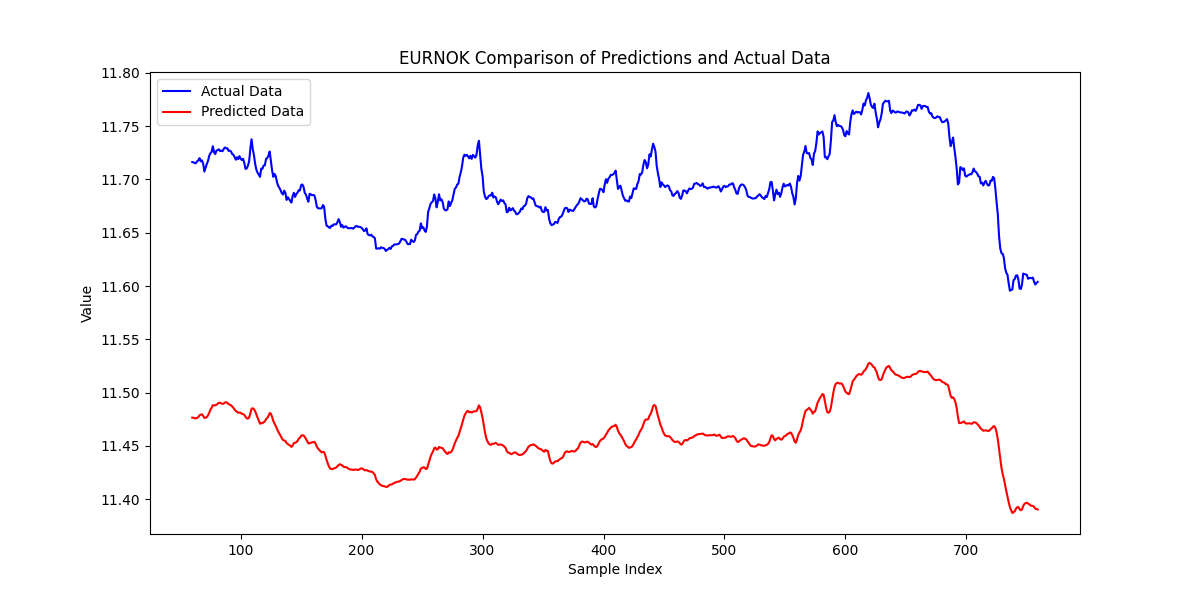 EURNOK Comparison of Predictions and Actual Data
Actual Data
Predicted Data
Value
11.80
11.75
11.70
11.65
11.60
11.55
11.50
11.45
11.40
100 200 300 400 500 600 700
Sample Index